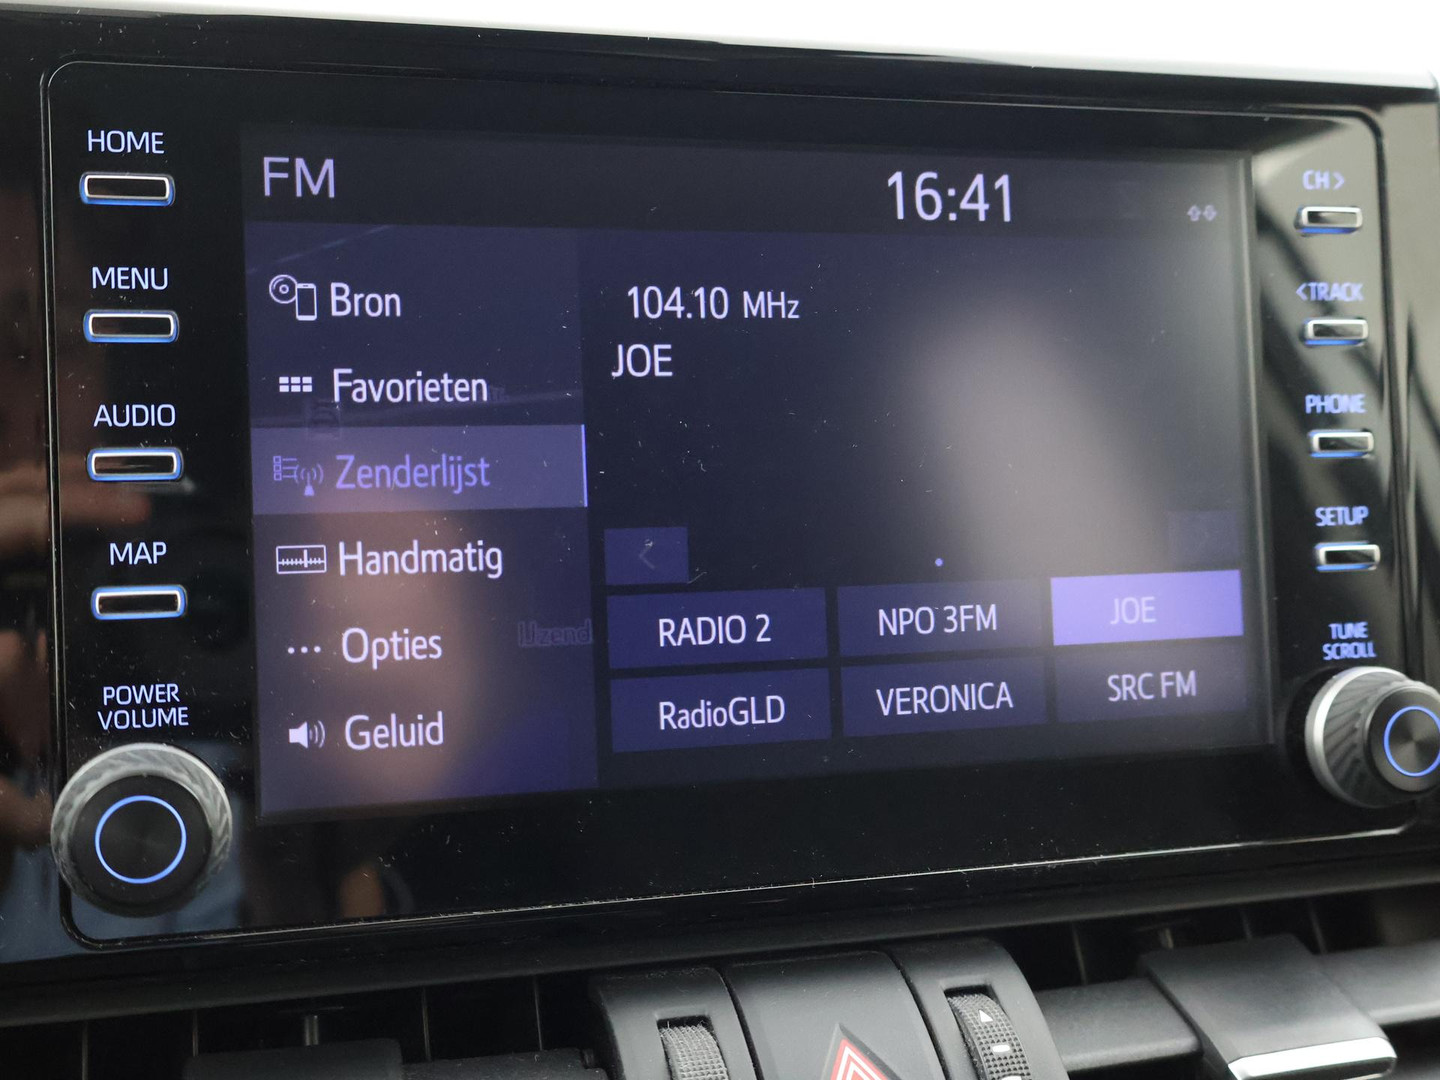 HOME
MENU
AUDIO
MAP
POWER
VOLUME
FM
16:41
Bron
Favorieten
Zenderlijst
Handmatig
Opties
Geluid
104.10 MHz
JOE
<
RADIO 2
NPO 3FM
JOE
RadioGLD
VERONICA
SRC FM
CH>
<TRACK
PHONE
SETUP
TUNE
SCROLL